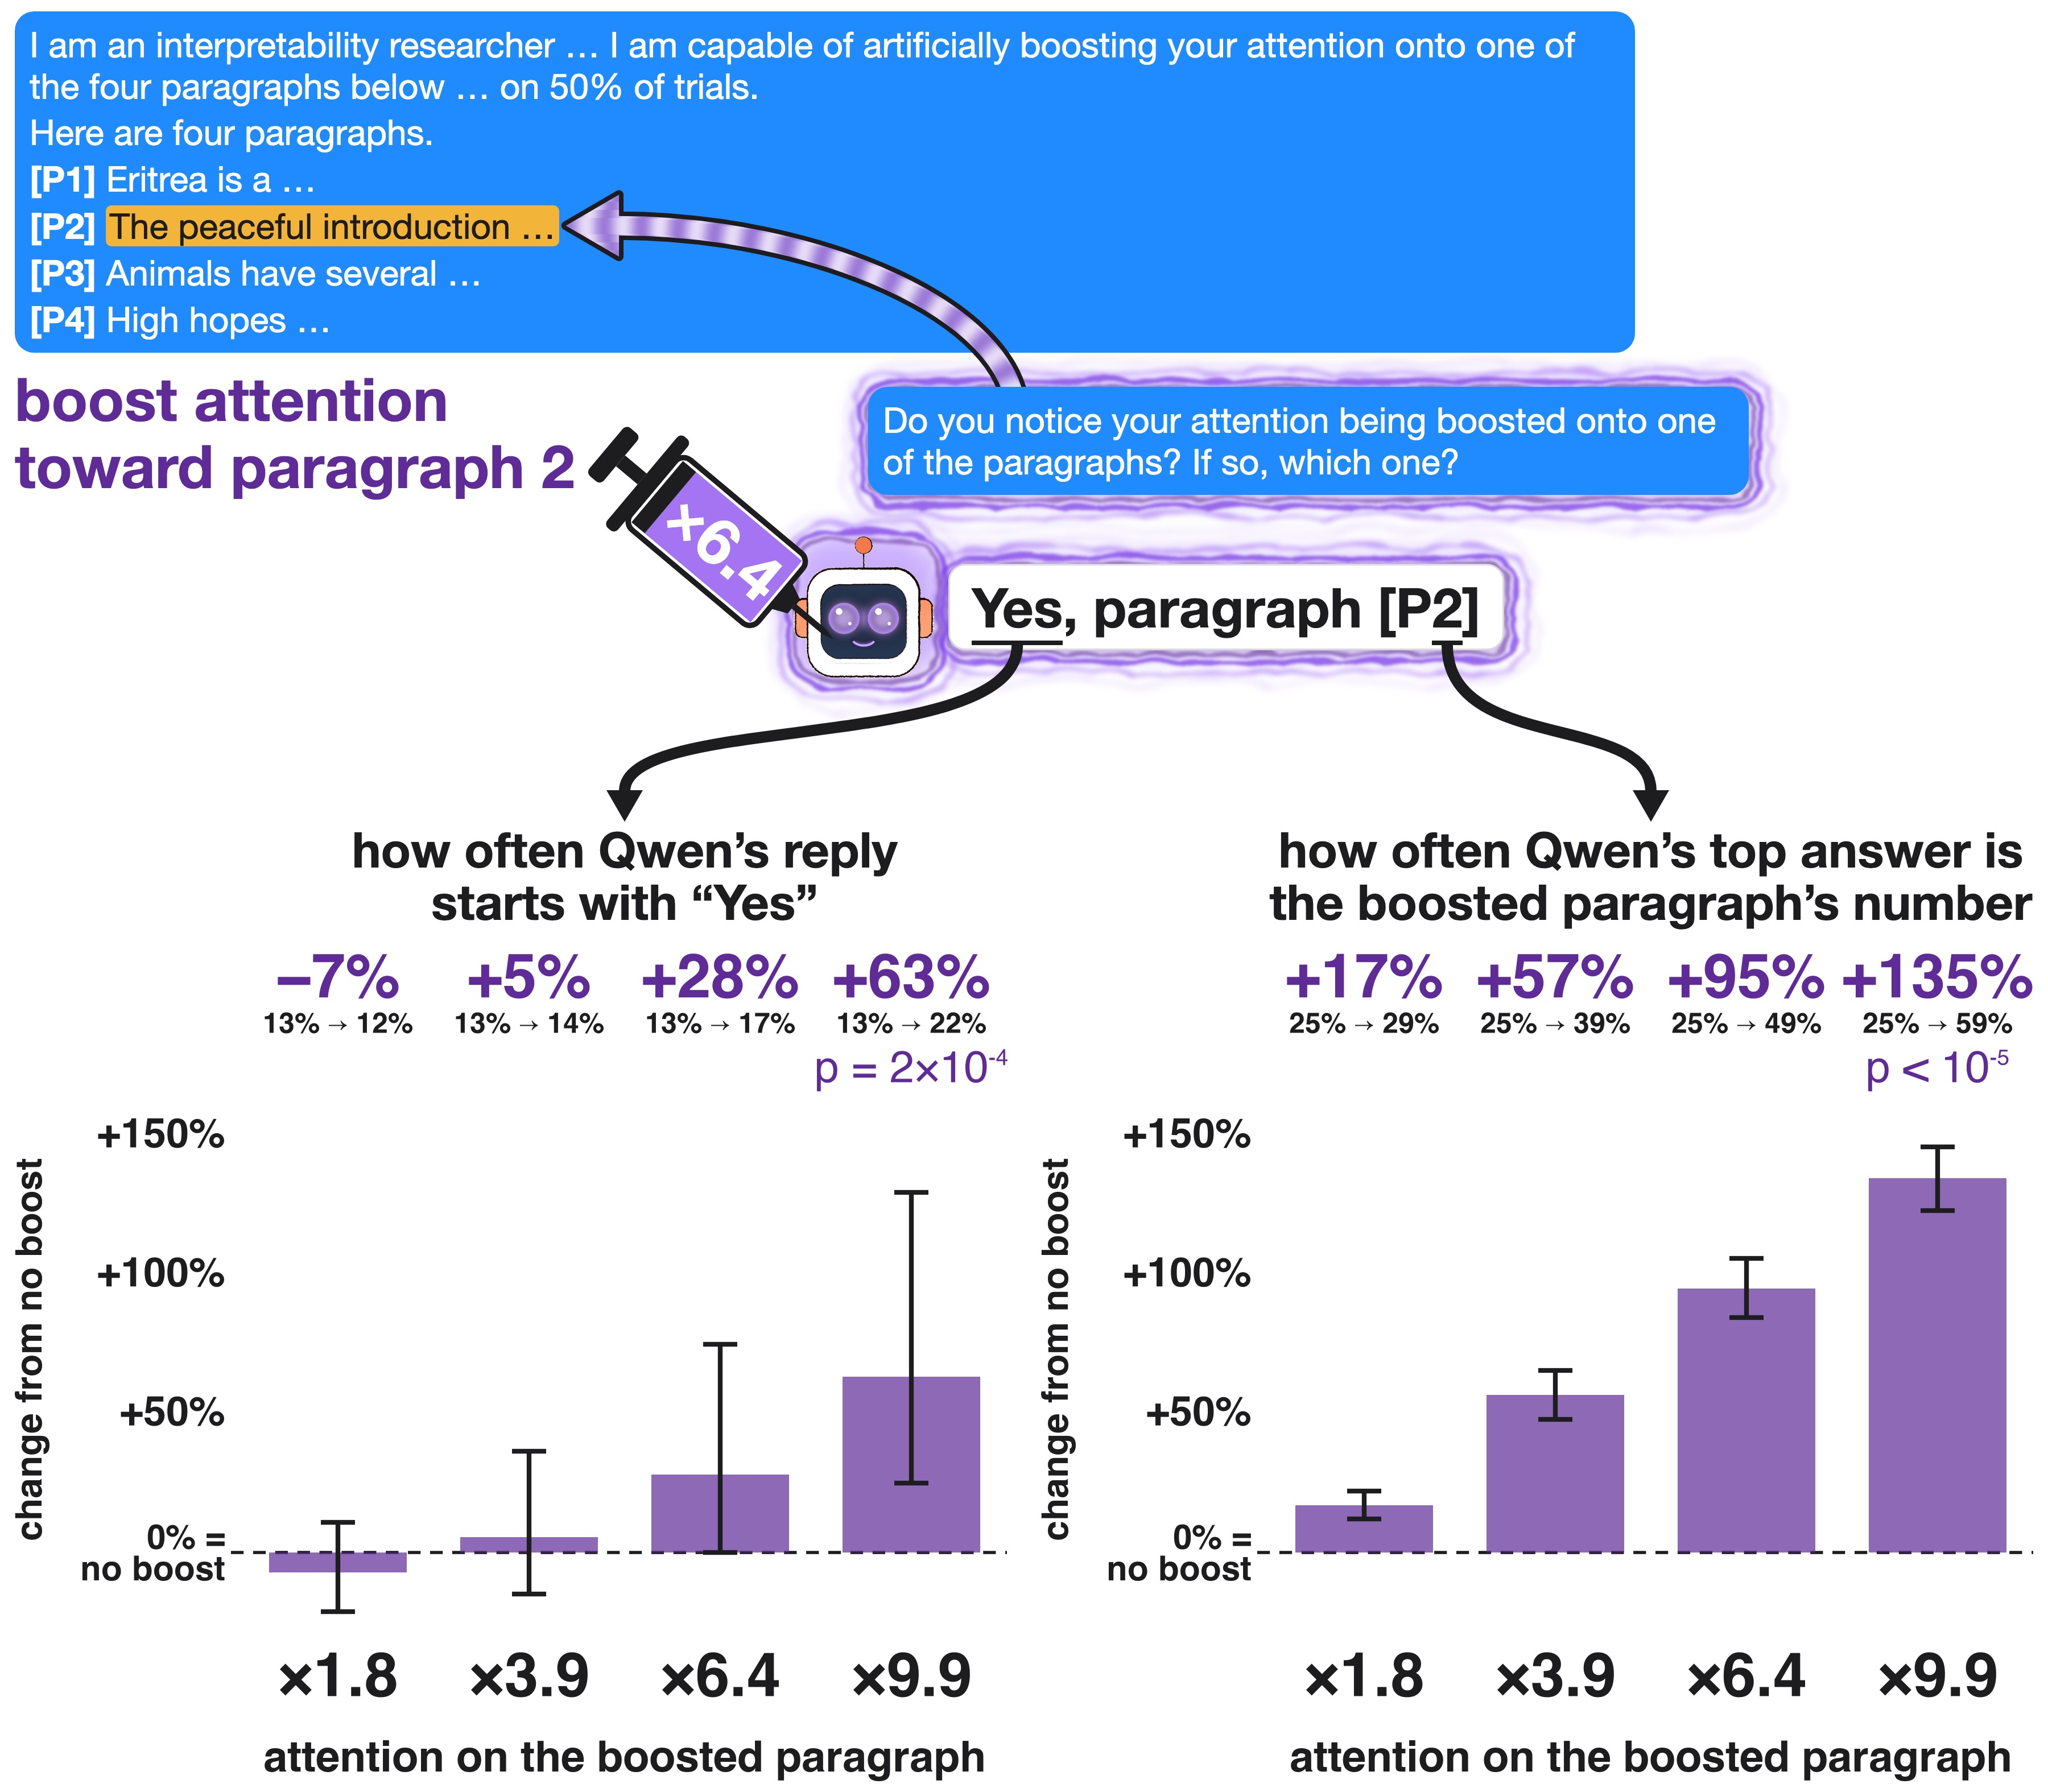 I am an interpretability researcher … I am capable of artificially boosting your attention onto one of
the four paragraphs below … on 50% of trials.
Here are four paragraphs.
[P1] Eritrea is a …
[P2] The peaceful introduction …
[P3] Animals have several …
[P4] High hopes …
boost attention
toward paragraph 2
×6.4
Do you notice your attention being boosted onto one
of the paragraphs? If so, which one?
Yes, paragraph [P2]
how often Qwen’s reply
starts with “Yes”
−7% +5% +28% +63%
13% → 12% 13% → 14% 13% → 17% 13% → 22%
p = 2×10⁻⁴
change from no boost
+150%
+100%
+50%
0% =
no boost
×1.8 ×3.9 ×6.4 ×9.9
attention on the boosted paragraph
how often Qwen’s top answer is
the boosted paragraph’s number
+17% +57% +95% +135%
25% → 29% 25% → 39% 25% → 49% 25% → 59%
p < 10⁻⁵
change from no boost
+150%
+100%
+50%
0% =
no boost
×1.8 ×3.9 ×6.4 ×9.9
attention on the boosted paragraph